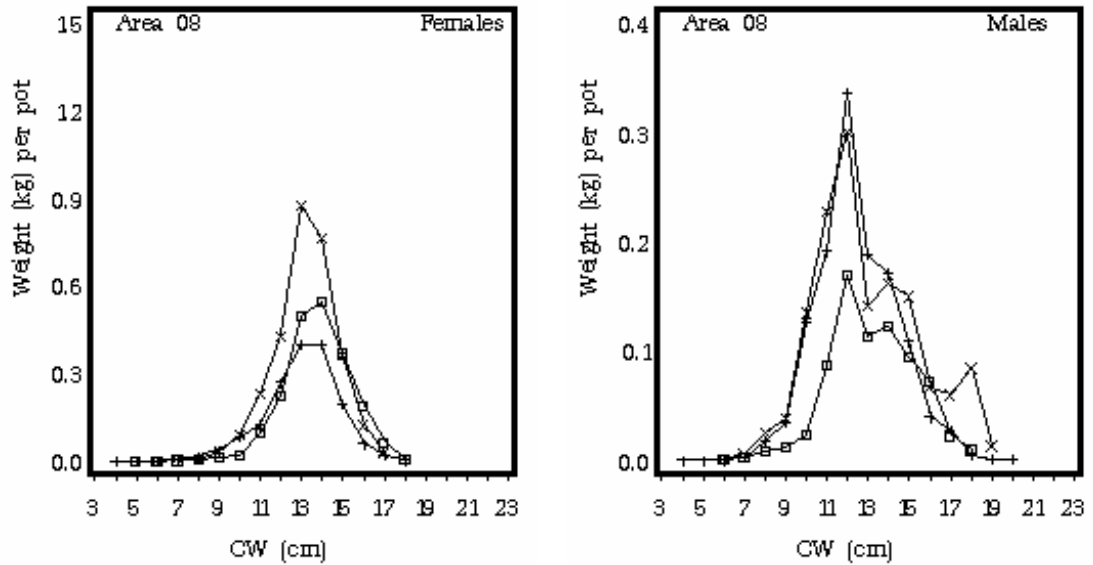 Area 08 Females
15
12
0.9
0.6
0.3
0.0
Weight (kg) per pot
3 5 7 9 11 13 15 17 19 21 23
CW (cm)
Area 08 Males
0.4
0.3
0.2
0.1
0.0
Weight (kg) per pot
3 5 7 9 11 13 15 17 19 21 23
CW (cm)